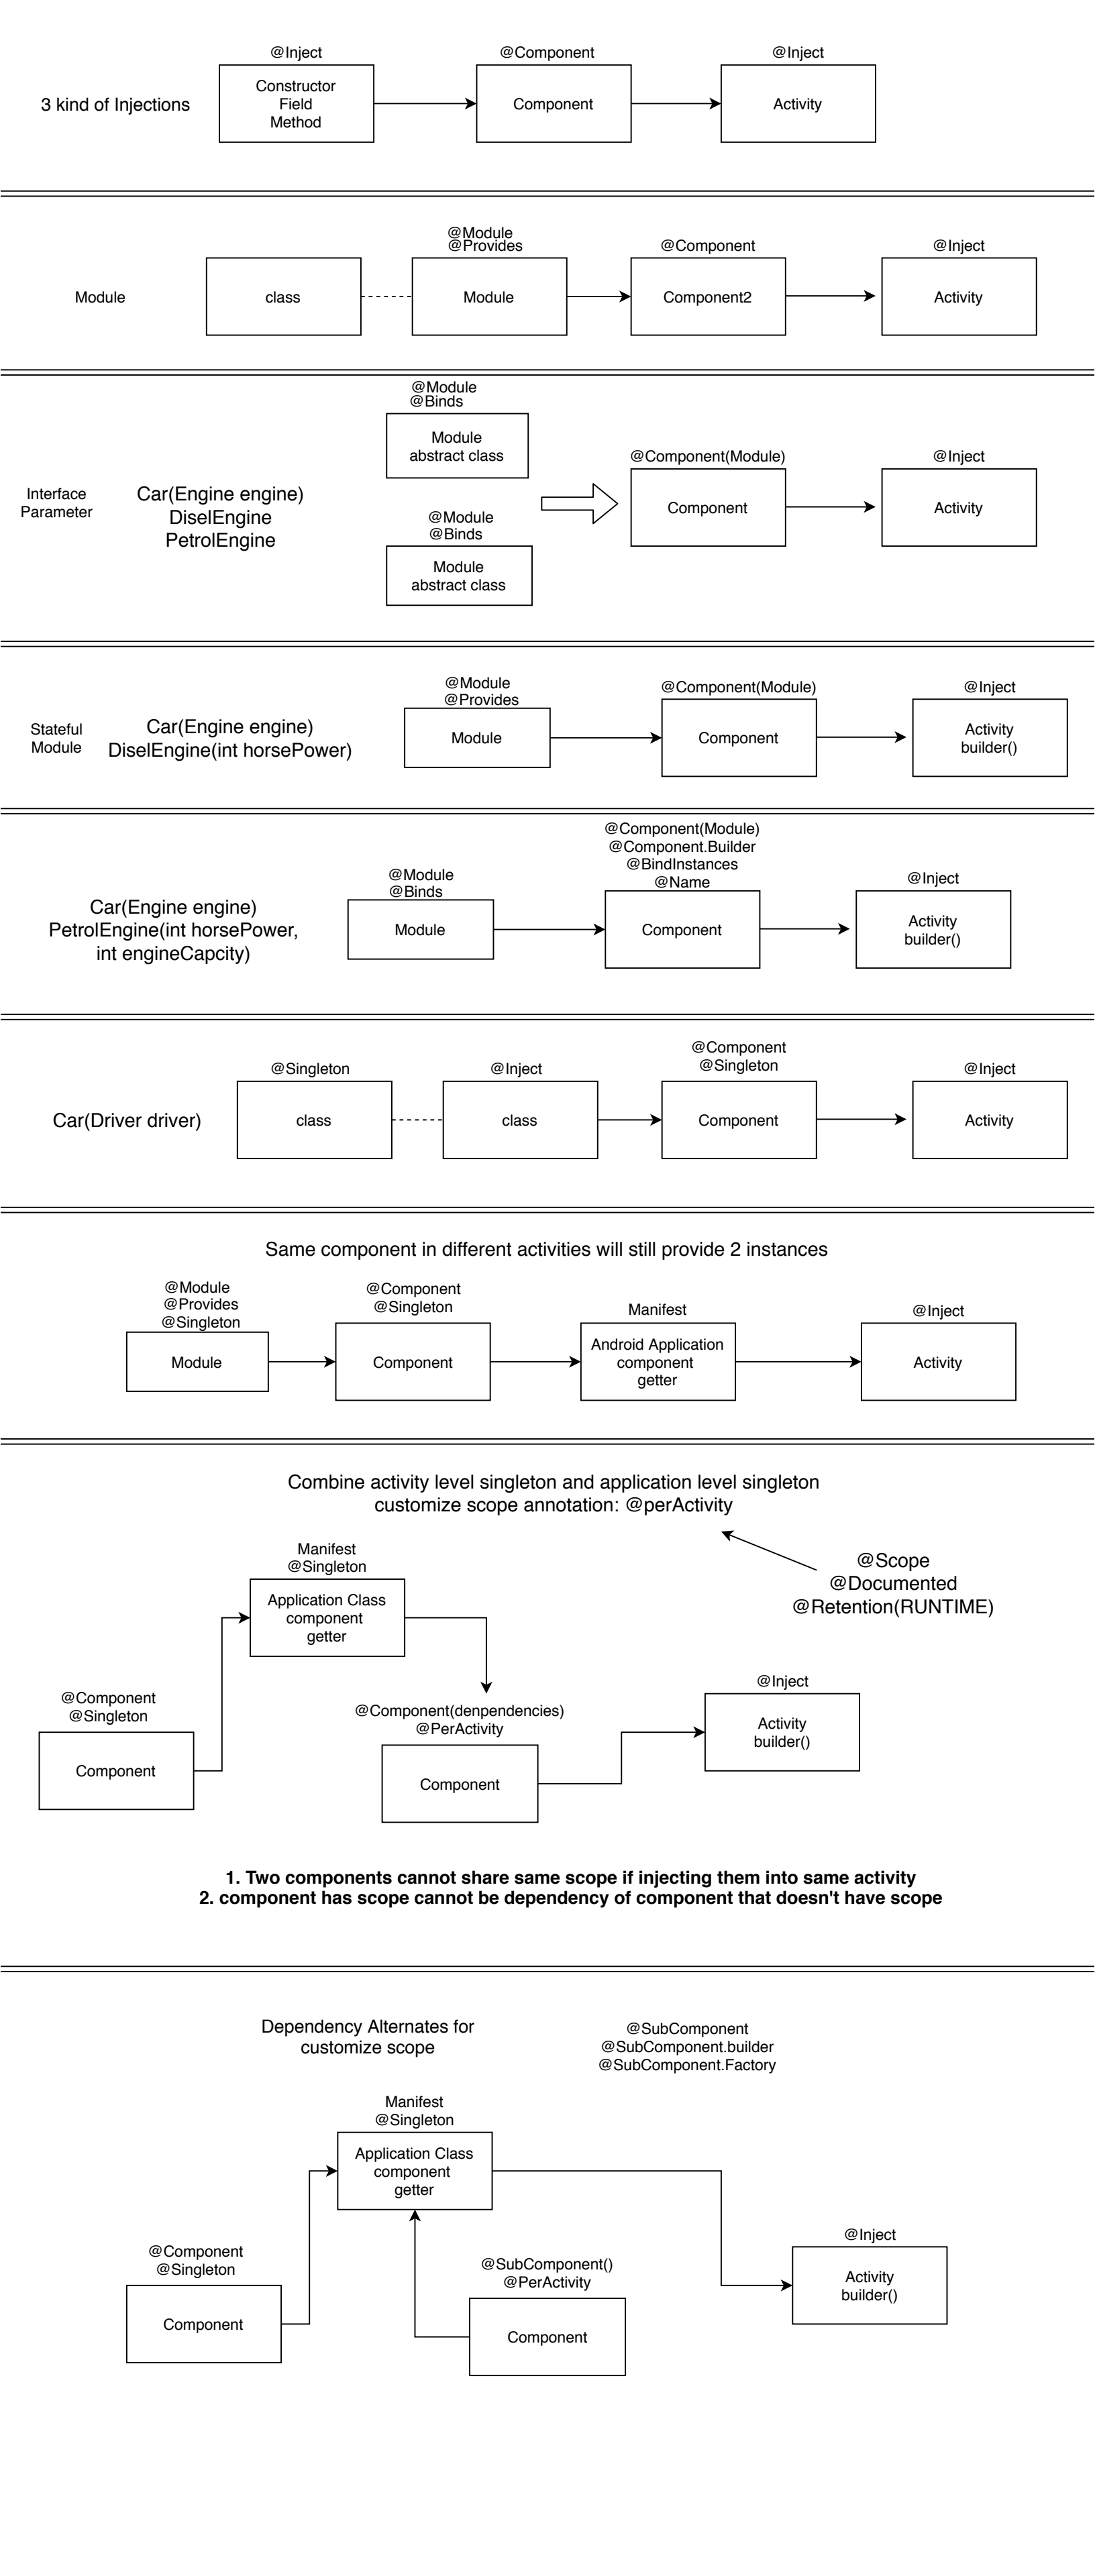 @Inject
@Component
@Inject
3 kind of Injections
Constructor
Field
Method
Component
Activity
@Module
@Provides
@Component
@Inject
Module
class
Module
Component2
Activity
@Module
@Binds
Module
abstract class
@Component(Module)
@Inject
Interface
Parameter
Car(Engine engine)
DiselEngine
PetrolEngine
Component
Activity
@Module
@Binds
Module
abstract class
@Module
@Provides
@Component(Module)
@Inject
Stateful
Module
Car(Engine engine)
DiselEngine(int horsePower)
Module
Component
Activity
builder()
@Component(Module)
@Component.Builder
@BindInstances
@Name
@Module
@Binds
@Inject
Car(Engine engine)
PetrolEngine(int horsePower,
int engineCapcity)
Module
Component
Activity
builder()
@Singleton
@Inject
@Component
@Singleton
@Inject
Car(Driver driver)
class
class
Component
Activity
Same component in different activities will still provide 2 instances
@Module
@Provides
@Singleton
@Component
@Singleton
Manifest
@Inject
Module
Component
Android Application
component
getter
Activity
Combine activity level singleton and application level singleton
customize scope annotation: @perActivity
@Scope
@Documented
@Retention(RUNTIME)
Manifest
@Singleton
Application Class
component
getter
@Component
@Singleton
Component
@Component(denpendencies)
@PerActivity
Component
@Inject
Activity
builder()
1. Two components cannot share same scope if injecting them into same activity
2. component has scope cannot be dependency of component that doesn't have scope
Dependency Alternates for
customize scope
@SubComponent
@SubComponent.builder
@SubComponent.Factory
Manifest
@Singleton
Application Class
component
getter
@Component
@Singleton
Component
@SubComponent()
@PerActivity
Component
@Inject
Activity
builder()